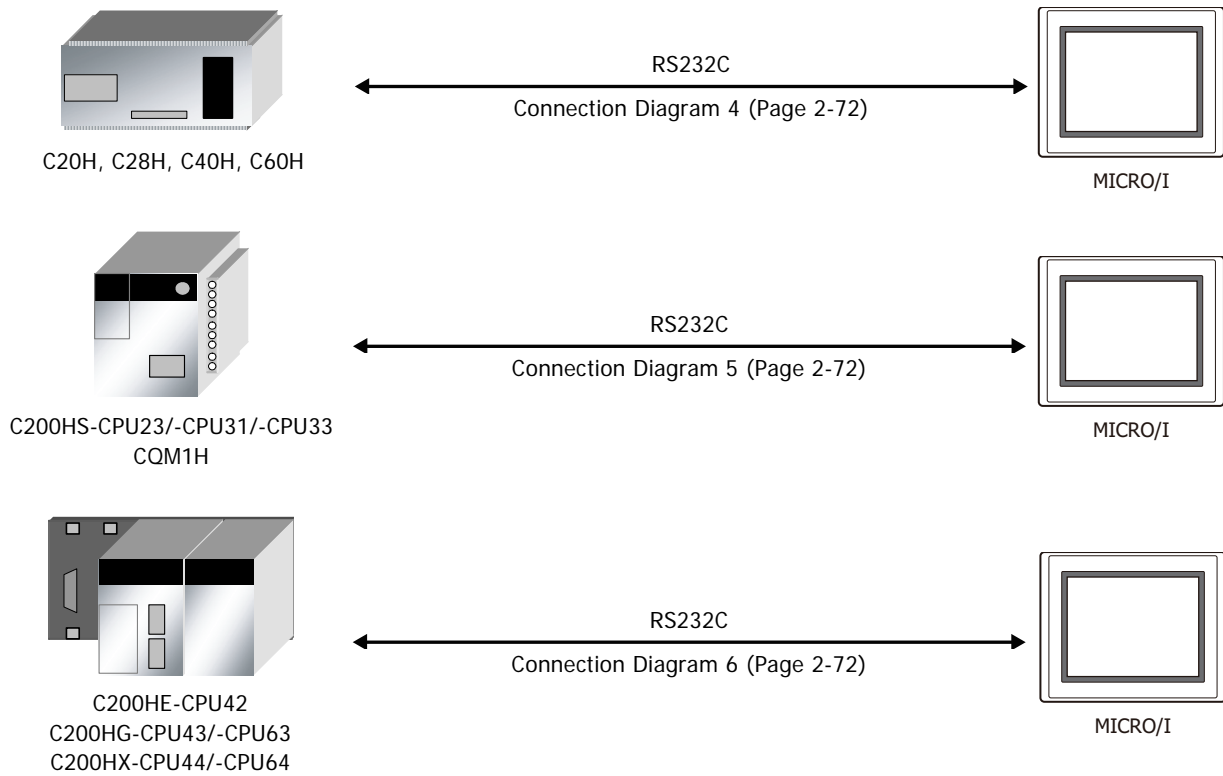 RS232C
Connection Diagram 4 (Page 2-72)
C20H, C28H, C40H, C60H
MICRO/I
RS232C
Connection Diagram 5 (Page 2-72)
C200HS-CPU23/-CPU31/-CPU33
CQM1H
MICRO/I
RS232C
Connection Diagram 6 (Page 2-72)
C200HE-CPU42
C200HG-CPU43/-CPU63
C200HX-CPU44/-CPU64
MICRO/I